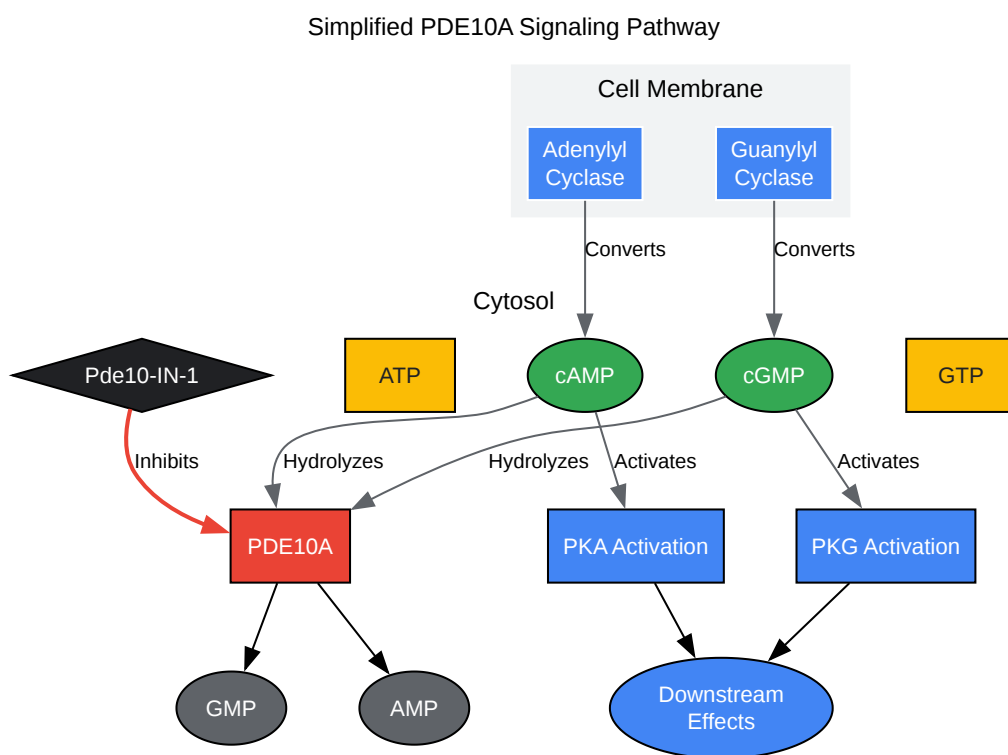 Simplified PDE10A Signaling Pathway
Cell Membrane
Adenylyl
Cyclase
Guanylyl
Cyclase
Converts
Converts
Cytosol
Pde10-IN-1
ATP
cAMP
cGMP
GTP
Inhibits
Hydrolyzes
Hydrolyzes
Activates
Activates
PDE10A
PKA Activation
PKG Activation
GMP
AMP
Downstream
Effects